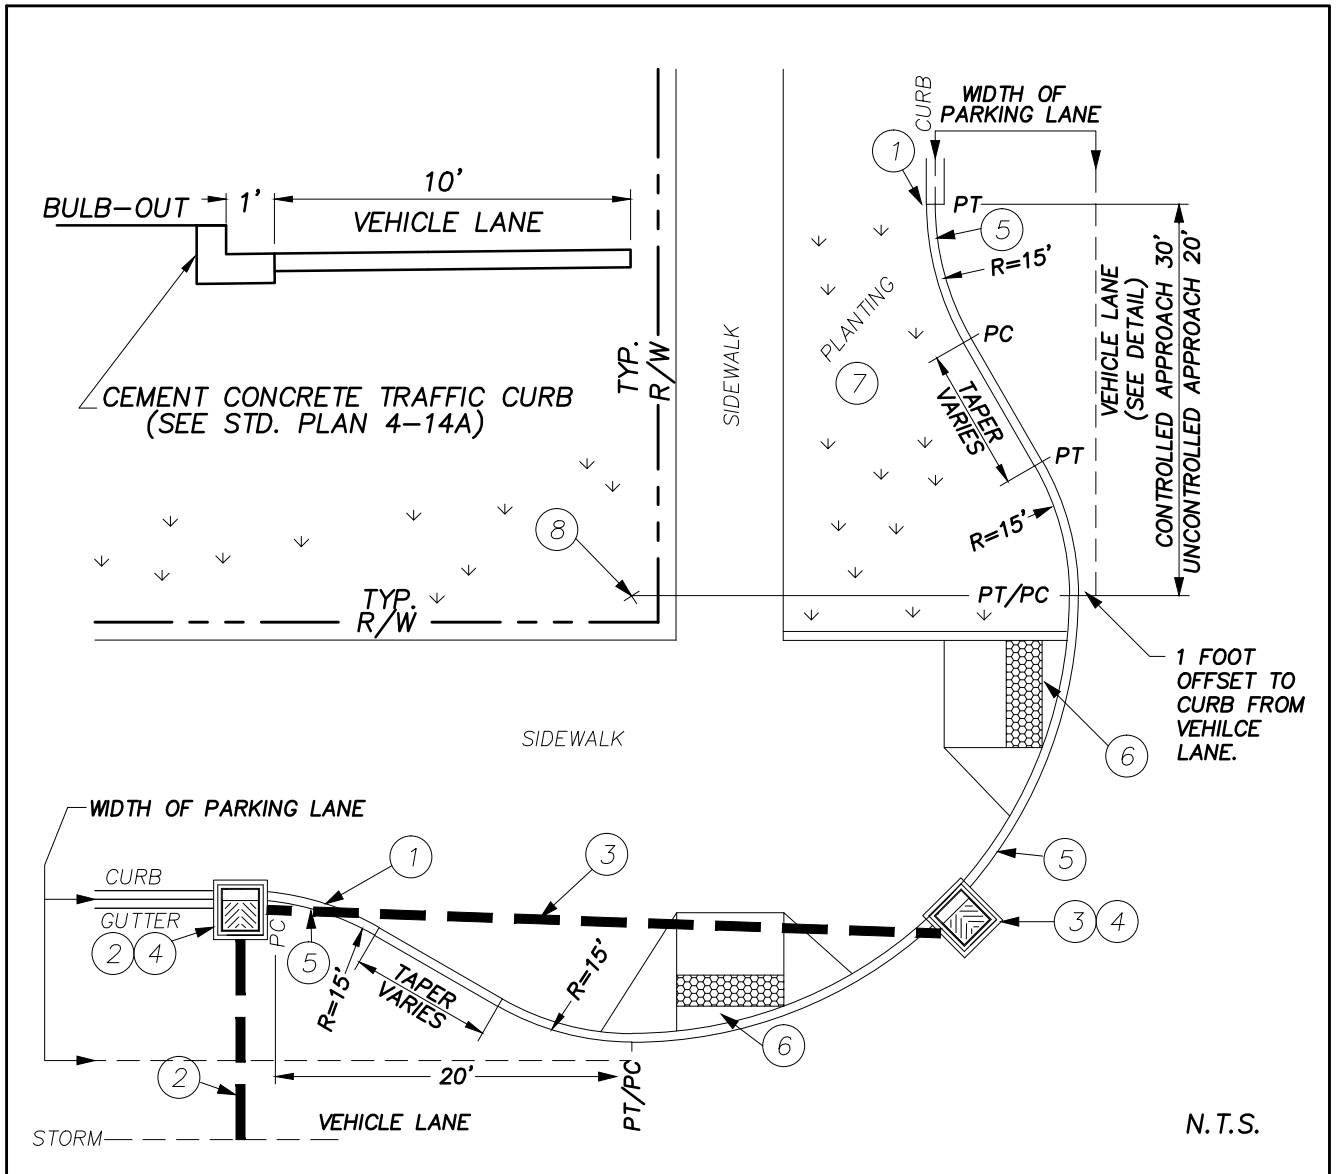 CURB
WIDTH OF
PARKING LANE
1
PT
5
R=15'
BULB-OUT
1'
10'
VEHICLE LANE
CEMENT CONCRETE TRAFFIC CURB
(SEE STD. PLAN 4-14A)
TYP.
R/W
SIDEWALK
PLANTING
7
PC
TAPER
VARIES
PT
R=15'
VEHICLE LANE
(SEE DETAIL)
CONTROLLED APPROACH 30'
UNCONTROLLED APPROACH 20'
8
TYP.
R/W
PT/PC
1 FOOT
OFFSET TO
CURB FROM
VEHILCE
LANE.
6
SIDEWALK
WIDTH OF PARKING LANE
CURB
GUTTER
2 4
PC
1
3
5
R=15'
TAPER
VARIES
R=15'
5
3 4
6
20'
PT/PC
2
VEHICLE LANE
STORM
N.T.S.